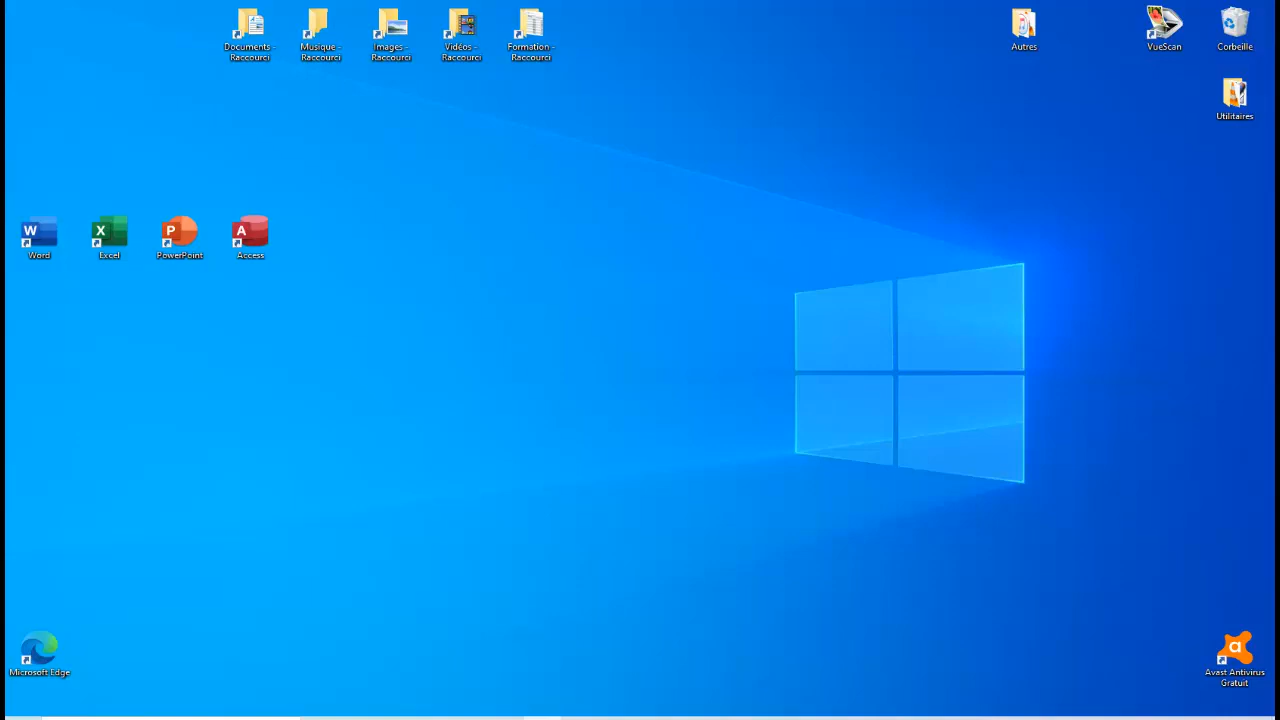 Documents -
Raccourci
Musique -
Raccourci
Images -
Raccourci
Vidéos -
Raccourci
Formation -
Raccourci
Autres
VueScan
Corbeille
Utilitaires
W
Word
X
Excel
P
PowerPoint
A
Access
Microsoft Edge
a
Avast Antivirus
Gratuit